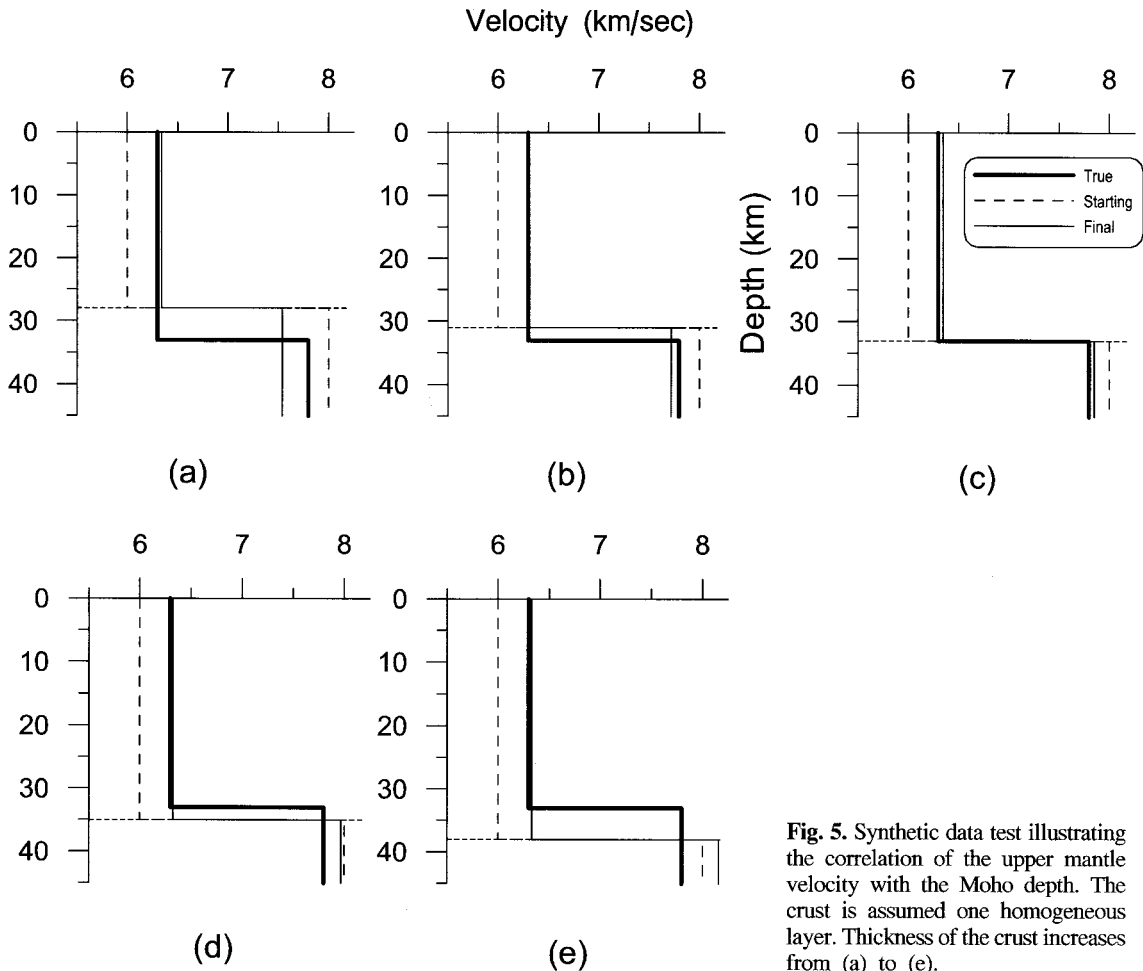 Velocity (km/sec)
6 7 8
6 7 8
6 7 8
0
10
20
30
40
0
10
20
30
40
Depth (km)
0
10
20
30
40
True
Starting
Final
(a)
(b)
(c)
6 7 8
6 7 8
0
10
20
30
40
0
10
20
30
40
(d)
(e)
Fig. 5. Synthetic data test illustrating
the correlation of the upper mantle
velocity with the Moho depth. The
crust is assumed one homogeneous
layer. Thickness of the crust increases
from (a) to (e).